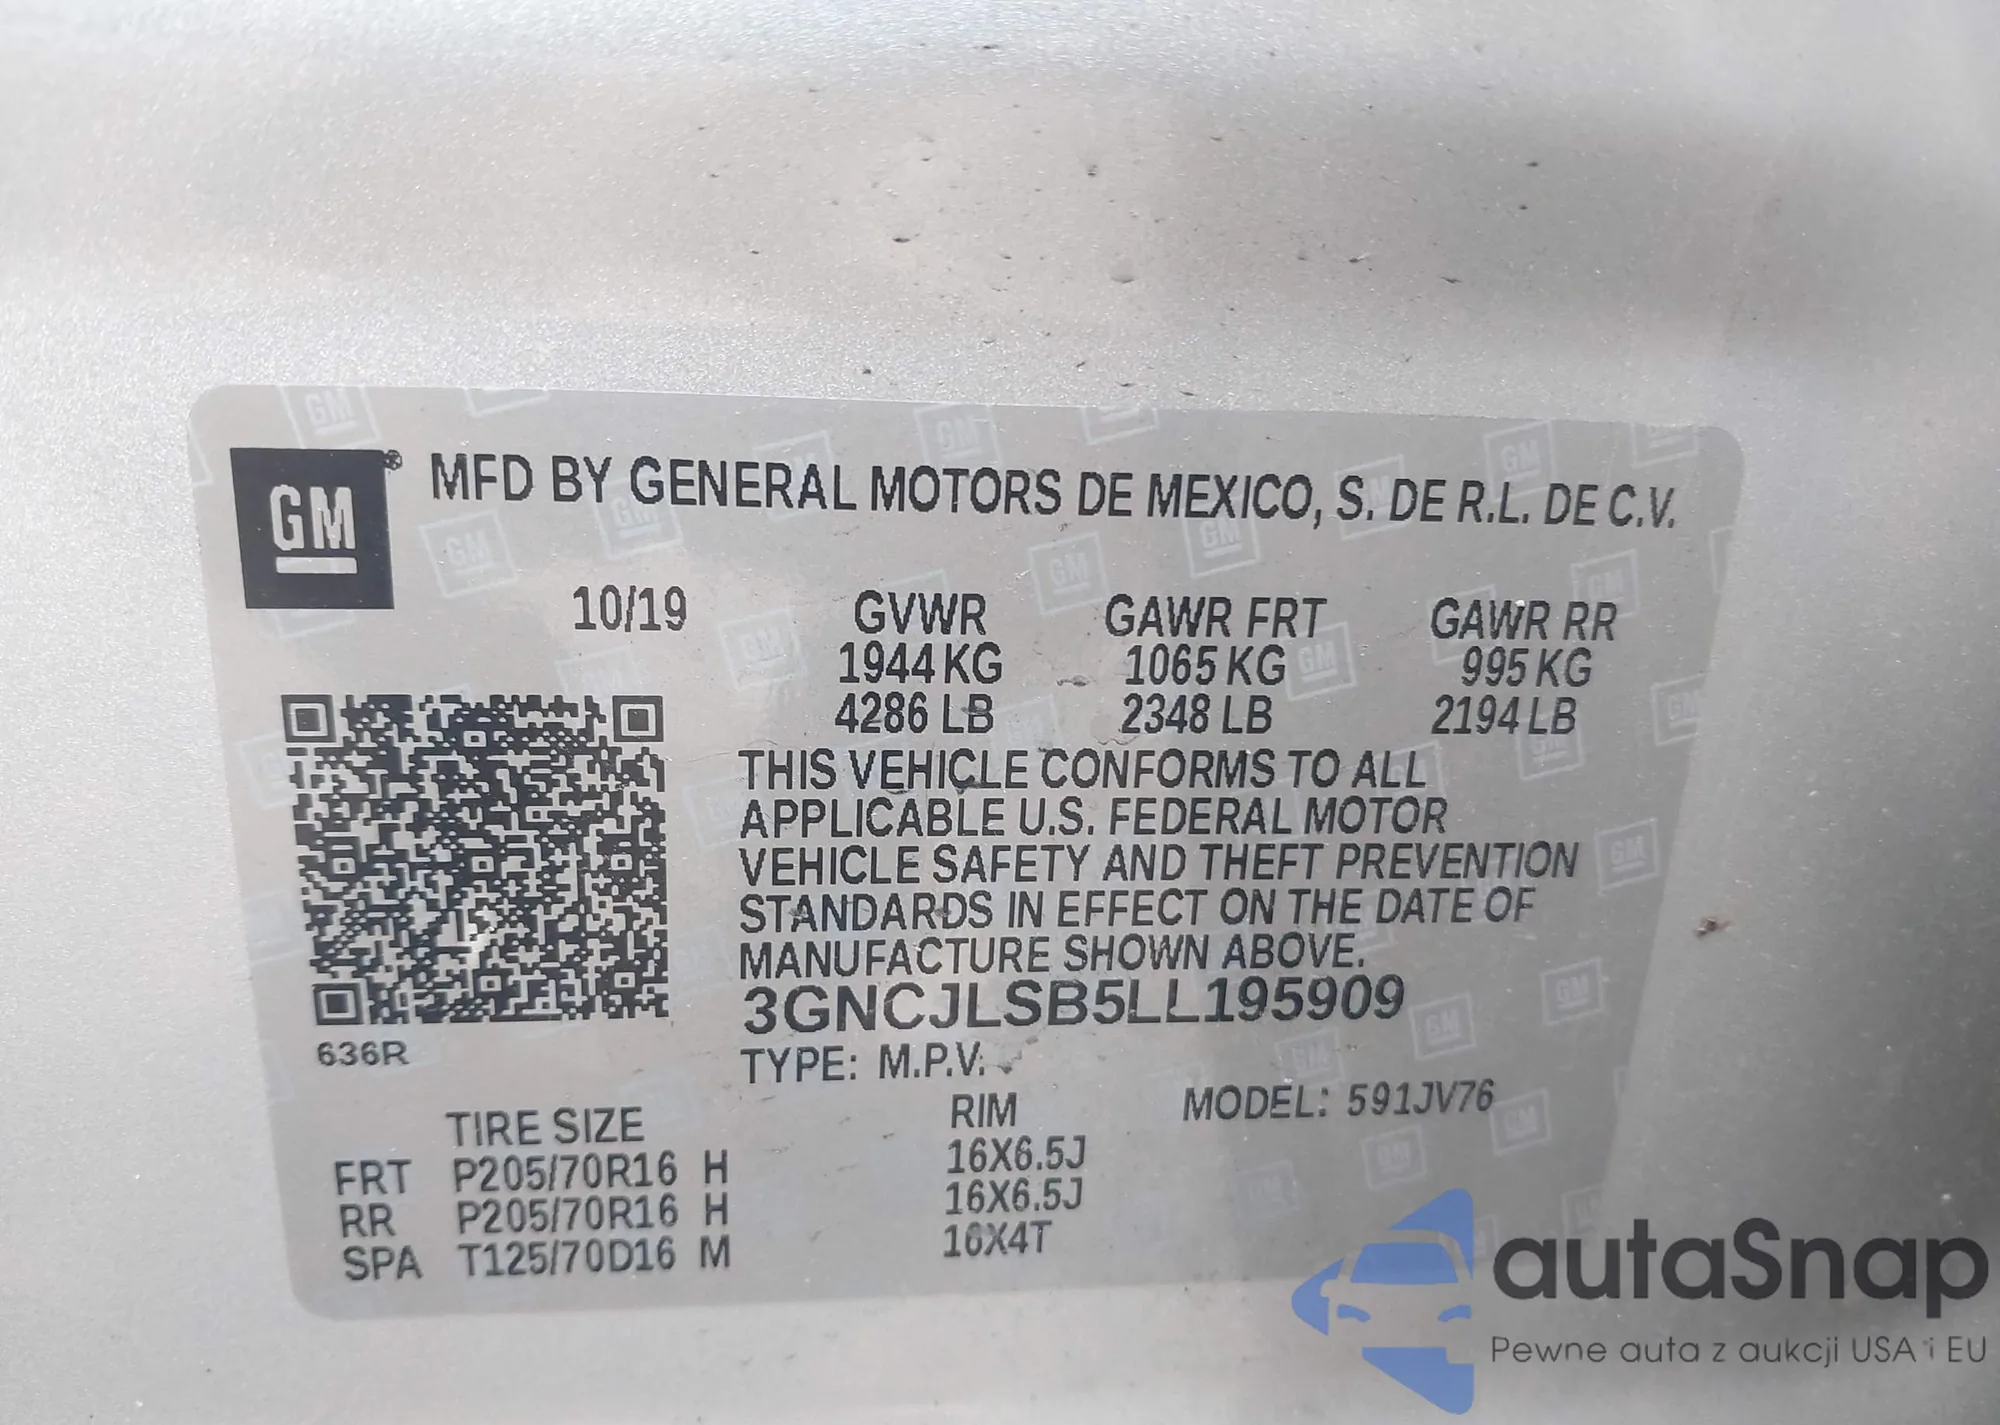 GM® MFD BY GENERAL MOTORS DE MEXICO, S. DE R.L. DE C.V.
10/19 GVWR GAWR FRT GAWR RR
1944 KG 1065 KG 995 KG
4286 LB 2348 LB 2194 LB
THIS VEHICLE CONFORMS TO ALL
APPLICABLE U.S. FEDERAL MOTOR
VEHICLE SAFETY AND THEFT PREVENTION
STANDARDS IN EFFECT ON THE DATE OF
MANUFACTURE SHOWN ABOVE.
3GNCJLSB5LL195909
636R
TYPE: M.P.V.
MODEL: 591JV76
TIRE SIZE RIM
FRT P205/70R16 H 16X6.5J
RR P205/70R16 H 16X6.5J
SPA T125/70D16 M 16X4T
autaSnap
Pewne auta z aukcji USA i EU